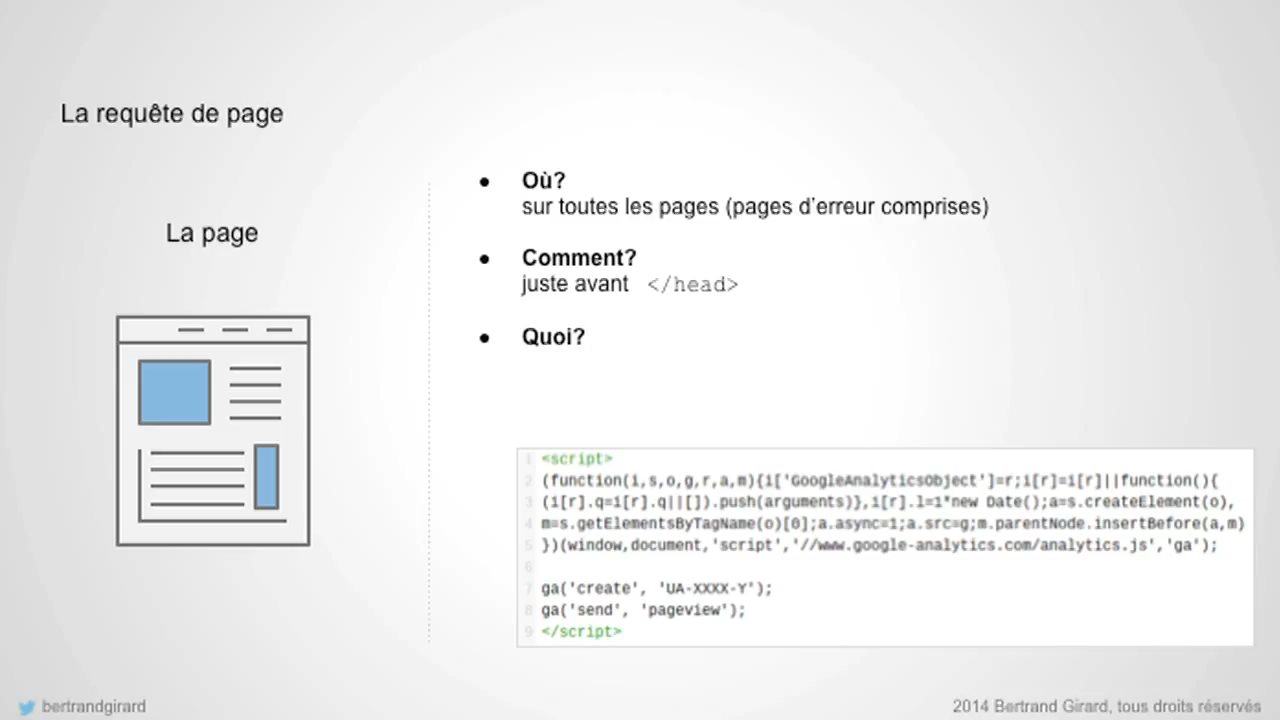 La requête de page
La page
● Où?
sur toutes les pages (pages d'erreur comprises)
● Comment?
juste avant </head>
● Quoi?
1 <script>
2 (function(i,s,o,g,r,a,m){i['GoogleAnalyticsObject']=r;i[r]=i[r]||function(){
3 (i[r].q=i[r].q||[]).push(arguments)},i[r].l=1*new Date();a=s.createElement(o),
4 m=s.getElementsByTagName(o)[0];a.async=1;a.src=g;m.parentNode.insertBefore(a,m)
5 })(window,document,'script','//www.google-analytics.com/analytics.js','ga');
6
7 ga('create', 'UA-XXXX-Y');
8 ga('send', 'pageview');
9 </script>
bertrandgirard
2014 Bertrand Girard, tous droits réservés